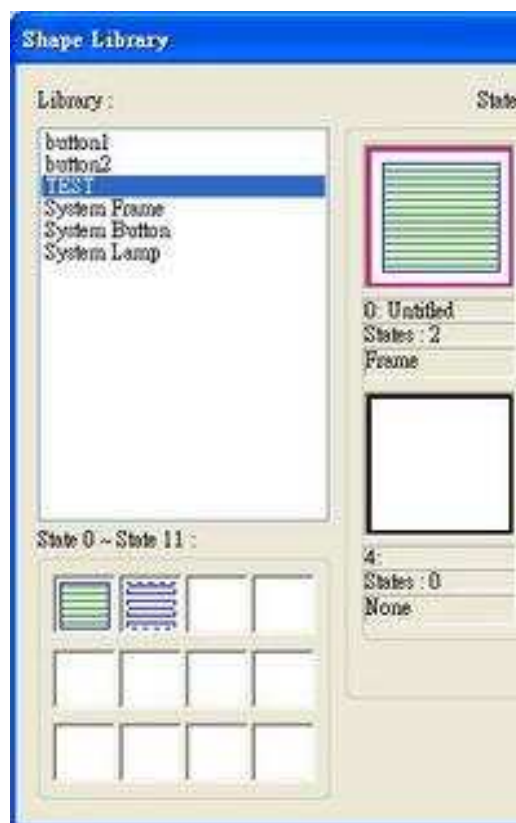 Shape Library
Library :
State
button1
button2
TEST
System Frame
System Button
System Lamp
0: Untitled
States : 2
Frame
State 0 ~ State 11 :
4:
States : 0
None